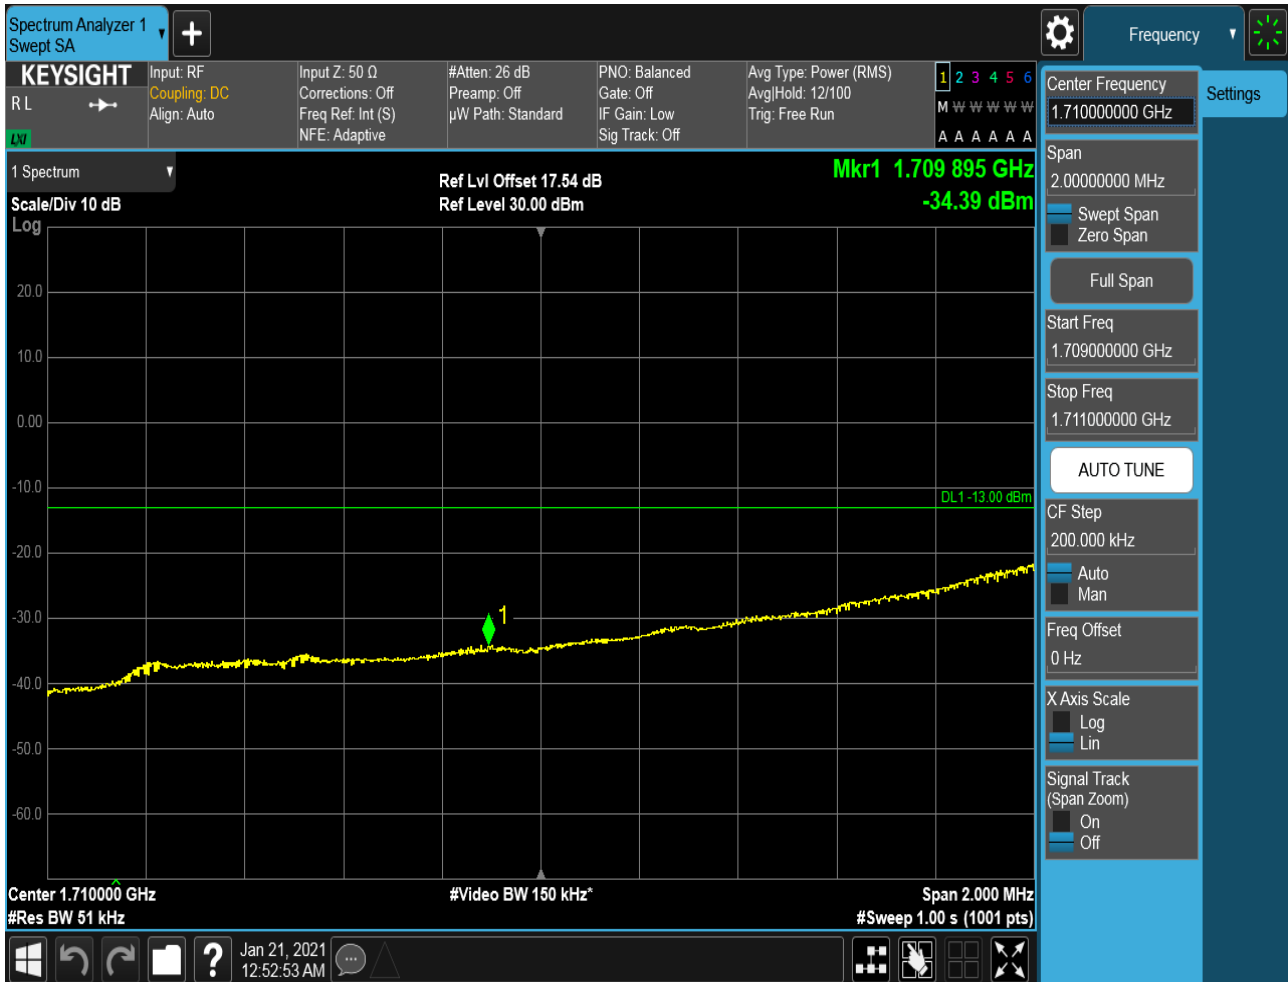 Spectrum Analyzer 1
Swept SA
Frequency
KEYSIGHT
R L
LXI
Input: RF
Coupling: DC
Align: Auto
Input Z: 50 Ω
Corrections: Off
Freq Ref: Int (S)
NFE: Adaptive
#Atten: 26 dB
Preamp: Off
µW Path: Standard
PNO: Balanced
Gate: Off
IF Gain: Low
Sig Track: Off
Avg Type: Power (RMS)
Avg|Hold: 12/100
Trig: Free Run
1 2 3 4 5 6
M W W W W W
A A A A A A
1 Spectrum
Scale/Div 10 dB
Log
Ref Lvl Offset 17.54 dB
Ref Level 30.00 dBm
Mkr1 1.709 895 GHz
-34.39 dBm
20.0
10.0
0.00
-10.0
DL1 -13.00 dBm
-20.0
-30.0
1
-40.0
-50.0
-60.0
Center 1.710000 GHz
#Video BW 150 kHz*
Span 2.000 MHz
#Res BW 51 kHz
#Sweep 1.00 s (1001 pts)
Center Frequency
1.710000000 GHz
Settings
Span
2.00000000 MHz
Swept Span
Zero Span
Full Span
Start Freq
1.709000000 GHz
Stop Freq
1.711000000 GHz
AUTO TUNE
CF Step
200.000 kHz
Auto
Man
Freq Offset
0 Hz
X Axis Scale
Log
Lin
Signal Track
(Span Zoom)
On
Off
?
Jan 21, 2021
12:52:53 AM